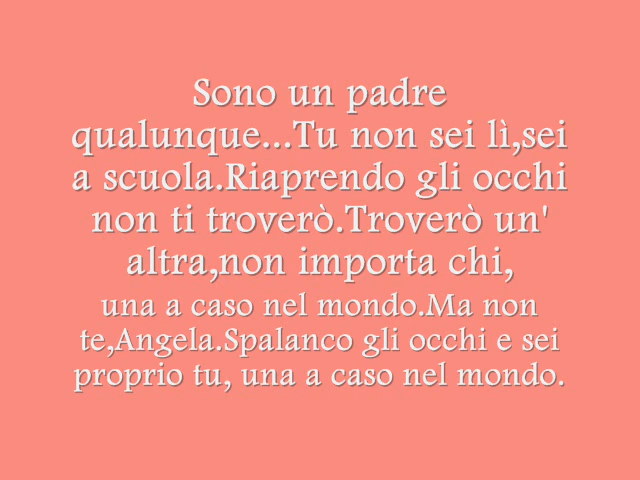 Sono un padre
qualunque...Tu non sei lì,sei
a scuola.Riaprendo gli occhi
non ti troverò.Troverò un'
altra,non importa chi,
una a caso nel mondo.Ma non
te,Angela.Spalanco gli occhi e sei
proprio tu, una a caso nel mondo.